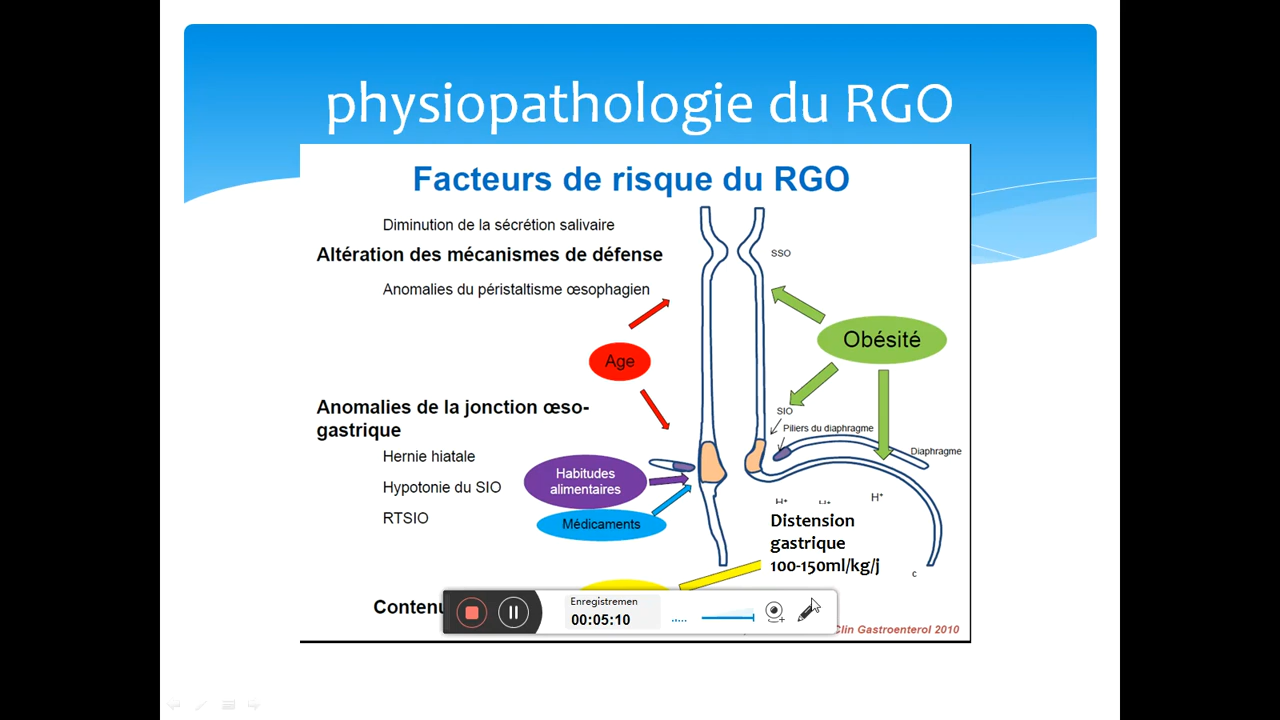 physiopathologie du RGO
Facteurs de risque du RGO
Diminution de la sécrétion salivaire
Altération des mécanismes de défense
SSO
Anomalies du péristaltisme œsophagien
Obésité
Age
Anomalies de la jonction œso-
gastrique
SIO
Piliers du diaphragme
Diaphragme
Hernie hiatale
Habitudes
alimentaires
Hypotonie du SIO
RTSIO
Médicaments
H+
Distension
gastrique
100-150ml/kg/j
c
Enregistremen
00:05:10
Clin Gastroenterol 2010